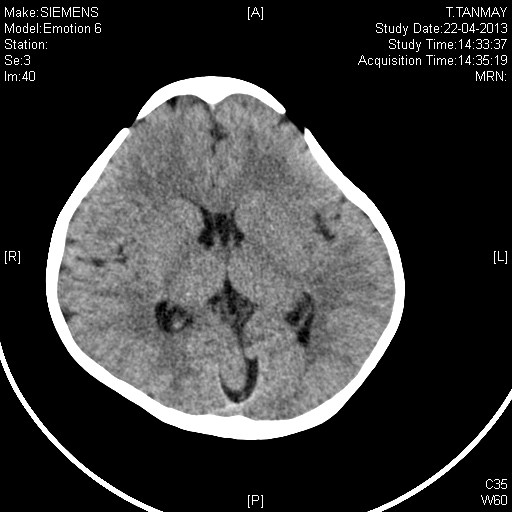 Make:SIEMENS
Model:Emotion 6
Station:
Se:3
Im:40
[A]
T.TANMAY
Study Date:22-04-2013
Study Time:14:33:37
Acquisition Time:14:35:19
MRN:
[R]
[L]
[P]
C35
W60